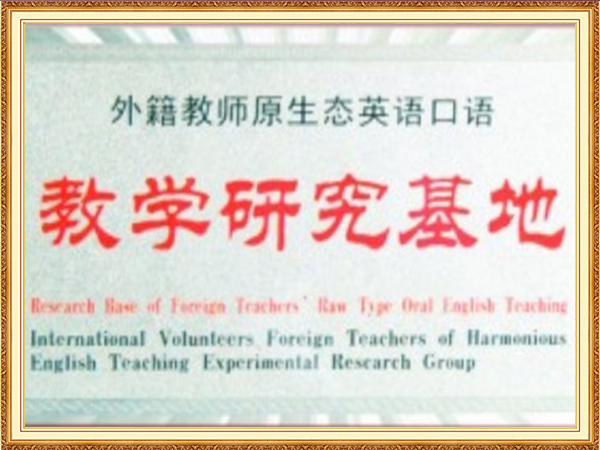 外籍教师原生态英语口语
教学研究基地
Research Base of Foreign Teachers' Raw Type Oral English Teaching
International Volunteers Foreign Teachers of Harmonious
English Teaching Experimental Research Group